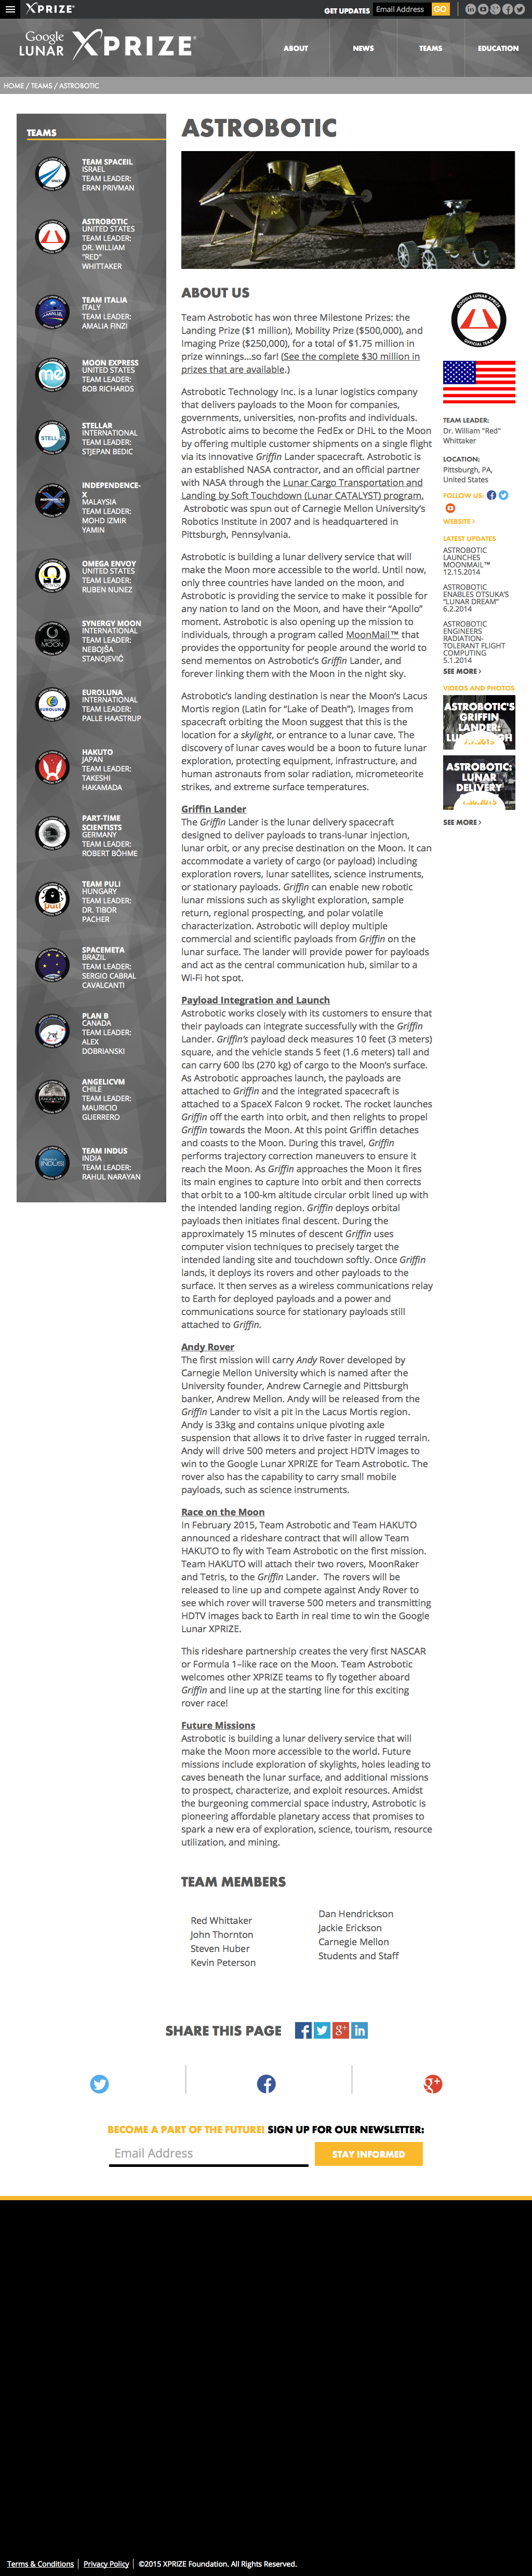 XPRIZE
GET UPDATES Email Address GO
Google
LUNAR XPRIZE
ABOUT NEWS TEAMS EDUCATION
HOME / TEAMS / ASTROBOTIC
TEAMS
TEAM SPACEIL
ISRAEL
TEAM LEADER:
ERAN PRIVMAN
ASTROBOTIC
UNITED STATES
TEAM LEADER:
DR. WILLIAM
"RED"
WHITTAKER
TEAM ITALIA
ITALY
TEAM LEADER:
AMALIA FINZI
MOON EXPRESS
UNITED STATES
TEAM LEADER:
BOB RICHARDS
STELLAR
INTERNATIONAL
TEAM LEADER:
STJEPAN BEDIC
INDEPENDENCE-
X
MALAYSIA
TEAM LEADER:
MOHD IZMIR
YAMIN
OMEGA ENVOY
UNITED STATES
TEAM LEADER:
RUBEN NUNEZ
SYNERGY MOON
INTERNATIONAL
TEAM LEADER:
NEBOJŠA
STANOJEVIĆ
EUROLUNA
INTERNATIONAL
TEAM LEADER:
PALLE HAASTRUP
HAKUTO
JAPAN
TEAM LEADER:
TAKESHI
HAKAMADA
PART-TIME
SCIENTISTS
GERMANY
TEAM LEADER:
ROBERT BÖHME
TEAM PULI
HUNGARY
TEAM LEADER:
DR. TIBOR
PACHER
SPACEMETA
BRAZIL
TEAM LEADER:
SERGIO CABRAL
CAVALCANTI
PLAN B
CANADA
TEAM LEADER:
ALEX
DOBRIANSKI
ANGELICVM
CHILE
TEAM LEADER:
MAURICIO
GUERRERO
TEAM INDUS
INDIA
TEAM LEADER:
RAHUL NARAYAN
ASTROBOTIC
ABOUT US
Team Astrobotic has won three Milestone Prizes: the
Landing Prize ($1 million), Mobility Prize ($500,000), and
Imaging Prize ($250,000), for a total of $1.75 million in
prize winnings...so far! (See the complete $30 million in
prizes that are available.)
Astrobotic Technology Inc. is a lunar logistics company
that delivers payloads to the Moon for companies,
governments, universities, non-profits and individuals.
Astrobotic aims to become the FedEx or DHL to the Moon
by offering multiple customer shipments on a single flight
via its innovative Griffin Lander spacecraft. Astrobotic is
an established NASA contractor, and an official partner
with NASA through the Lunar Cargo Transportation and
Landing by Soft Touchdown (Lunar CATALYST) program.
Astrobotic was spun out of Carnegie Mellon University's
Robotics Institute in 2007 and is headquartered in
Pittsburgh, Pennsylvania.
Astrobotic is building a lunar delivery service that will
make the Moon more accessible to the world. Until now,
only three countries have landed on the moon, and
Astrobotic is providing the service to make it possible for
any nation to land on the Moon, and have their "Apollo"
moment. Astrobotic is also opening up the mission to
individuals, through a program called MoonMail™ that
provides the opportunity for people around the world to
send mementos on Astrobotic's Griffin Lander, and
forever linking them with the Moon in the night sky.
Astrobotic's landing destination is near the Moon's Lacus
Mortis region (Latin for "Lake of Death"). Images from
spacecraft orbiting the Moon suggest that this is the
location for a skylight, or entrance to a lunar cave. The
discovery of lunar caves would be a boon to future lunar
exploration, protecting equipment, infrastructure, and
human astronauts from solar radiation, micrometeorite
strikes, and extreme surface temperatures.
Griffin Lander
The Griffin Lander is the lunar delivery spacecraft
designed to deliver payloads to trans-lunar injection,
lunar orbit, or any precise destination on the Moon. It can
accommodate a variety of cargo (or payload) including
exploration rovers, lunar satellites, science instruments,
or stationary payloads. Griffin can enable new robotic
lunar missions such as skylight exploration, sample
return, regional prospecting, and polar volatile
characterization. Astrobotic will deploy multiple
commercial and scientific payloads from Griffin on the
lunar surface. The lander will provide power for payloads
and act as the central communication hub, similar to a
Wi-Fi hot spot.
Payload Integration and Launch
Astrobotic works closely with its customers to ensure that
their payloads can integrate successfully with the Griffin
Lander. Griffin's payload deck measures 10 feet (3 meters)
square, and the vehicle stands 5 feet (1.6 meters) tall and
can carry 600 lbs (270 kg) of cargo to the Moon's surface.
As Astrobotic approaches launch, the payloads are
attached to Griffin and the integrated spacecraft is
attached to a SpaceX Falcon 9 rocket. The rocket launches
Griffin off the earth into orbit, and then relights to propel
Griffin towards the Moon. At this point Griffin detaches
and coasts to the Moon. During this travel, Griffin
performs trajectory correction maneuvers to ensure it
reach the Moon. As Griffin approaches the Moon it fires
its main engines to capture into orbit and then corrects
that orbit to a 100-km altitude circular orbit lined up with
the intended landing region. Griffin deploys orbital
payloads then initiates final descent. During the
approximately 15 minutes of descent Griffin uses
computer vision techniques to precisely target the
intended landing site and touchdown softly. Once Griffin
lands, it deploys its rovers and other payloads to the
surface. It then serves as a wireless communications relay
to Earth for deployed payloads and a power and
communications source for stationary payloads still
attached to Griffin.
Andy Rover
The first mission will carry Andy Rover developed by
Carnegie Mellon University which is named after the
University founder, Andrew Carnegie and Pittsburgh
banker, Andrew Mellon. Andy will be released from the
Griffin Lander to visit a pit in the Lacus Mortis region.
Andy is 33kg and contains unique pivoting axle
suspension that allows it to drive faster in rugged terrain.
Andy will drive 500 meters and project HDTV images to
win to the Google Lunar XPRIZE for Team Astrobotic. The
rover also has the capability to carry small mobile
payloads, such as science instruments.
Race on the Moon
In February 2015, Team Astrobotic and Team HAKUTO
announced a rideshare contract that will allow Team
HAKUTO to fly with Team Astrobotic on the first mission.
Team HAKUTO will attach their two rovers, MoonRaker
and Tetris, to the Griffin Lander. The rovers will be
released to line up and compete against Andy Rover to
see which rover will traverse 500 meters and transmitting
HDTV images back to Earth in real time to win the Google
Lunar XPRIZE.
This rideshare partnership creates the very first NASCAR
or Formula 1–like race on the Moon. Team Astrobotic
welcomes other XPRIZE teams to fly together aboard
Griffin and line up at the starting line for this exciting
rover race!
Future Missions
Astrobotic is building a lunar delivery service that will
make the Moon more accessible to the world. Future
missions include exploration of skylights, holes leading to
caves beneath the lunar surface, and additional missions
to prospect, characterize, and exploit resources. Amidst
the burgeoning commercial space industry, Astrobotic is
pioneering affordable planetary access that promises to
spark a new era of exploration, science, tourism, resource
utilization, and mining.
GOOGLE LUNAR XPRIZE
OFFICIAL TEAM
TEAM LEADER:
Dr. William "Red"
Whittaker
LOCATION:
Pittsburgh, PA,
United States
FOLLOW US:
WEBSITE >
LATEST UPDATES
ASTROBOTIC
LAUNCHES
MOONMAIL™
12.15.2014
ASTROBOTIC
ENABLES OTSUKA'S
"LUNAR DREAM"
6.2.2014
ASTROBOTIC
ENGINEERS
RADIATION-
TOLERANT FLIGHT
COMPUTING
5.1.2014
SEE MORE >
VIDEOS AND PHOTOS
ASTROBOTIC'S
GRIFFIN
LANDER:
ASTROBOTIC:
LUNAR
DELIVERY
SEE MORE >
TEAM MEMBERS
Red Whittaker
John Thornton
Steven Huber
Kevin Peterson
Dan Hendrickson
Jackie Erickson
Carnegie Mellon
Students and Staff
SHARE THIS PAGE
BECOME A PART OF THE FUTURE! SIGN UP FOR OUR NEWSLETTER:
Email Address STAY INFORMED
Terms & Conditions | Privacy Policy | ©2015 XPRIZE Foundation. All Rights Reserved.